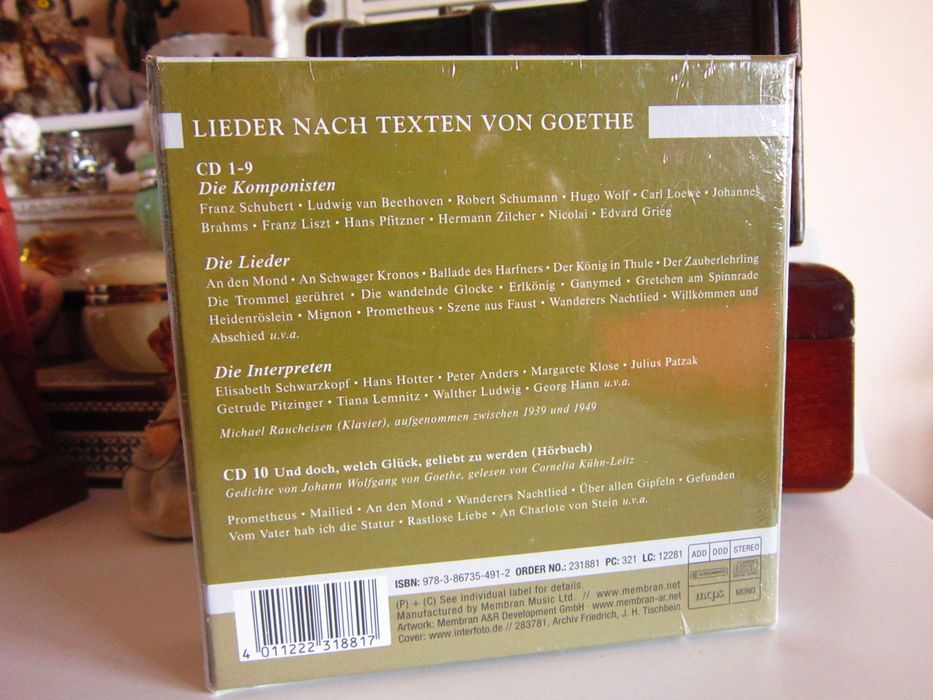 LIEDER NACH TEXTEN VON GOETHE
CD 1-9
Die Komponisten
Franz Schubert • Ludwig van Beethoven • Robert Schumann • Hugo Wolf • Carl Loewe • Johannes
Brahms • Franz Liszt • Hans Pfitzner • Hermann Zilcher • Nicolai • Edvard Grieg
Die Lieder
An den Mond • An Schwager Kronos • Ballade des Harfners • Der König in Thule • Der Zauberlehrling
Die Trommel gerühret • Die wandelnde Glocke • Erlkönig • Ganymed • Gretchen am Spinnrade
Heidenröslein • Mignon • Prometheus • Szene aus Faust • Wanderers Nachtlied • Willkommen und
Abschied u.v.a.
Die Interpreten
Elisabeth Schwarzkopf • Hans Hotter • Peter Anders • Margarete Klose • Julius Patzak
Getrude Pitzinger • Tiana Lemnitz • Walther Ludwig • Georg Hann u.v.a.
Michael Raucheisen (Klavier), aufgenommen zwischen 1939 und 1949
CD 10 Und doch, welch Glück, geliebt zu werden (Hörbuch)
Gedichte von Johann Wolfgang von Goethe, gelesen von Cornelia Kühn-Leitz
Prometheus • Mailied • An den Mond • Wanderers Nachtlied • Über allen Gipfeln • Gefunden
Vom Vater hab ich die Statur • Rastlose Liebe • An Charlote von Stein u.v.a.
ISBN: 978-3-86735-491-2 ORDER NO.: 231881 PC: 321 LC: 12281
ADD DDD STEREO
(P) + (C) See individual label for details.
Manufactured by Membran Music Ltd. // www.membran.net
Artwork: Membran A&R Development GmbH · www.membran-ar.net
Cover: www.interfoto.de // 283781, Archiv Friedrich, J. H. Tischbein
DOCUMENTS
mcps MONO
4 011222 318817